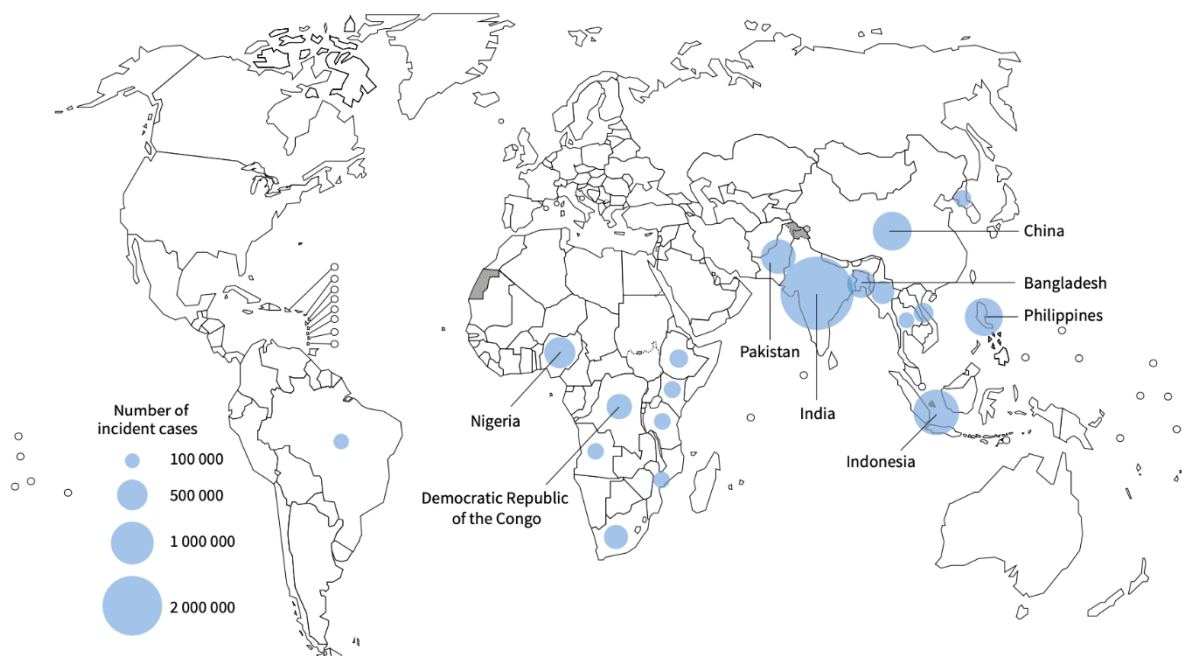 China
Bangladesh
Philippines
Pakistan
India
Nigeria
Indonesia
Democratic Republic
of the Congo
Number of
incident cases
100 000
500 000
1 000 000
2 000 000